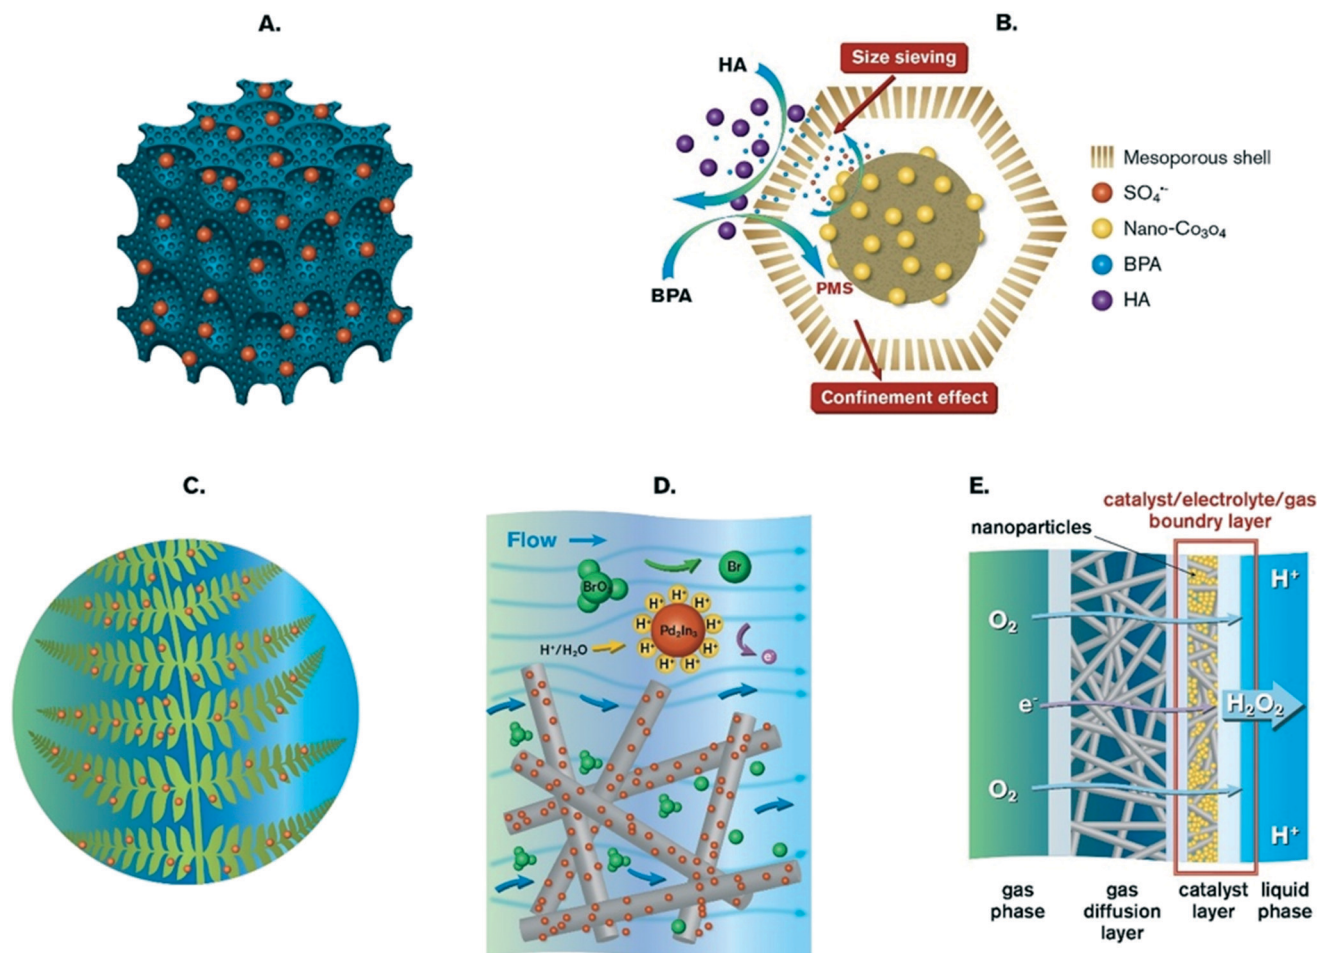 A.
B.
HA
Size sieving
BPA
PMS
Confinement effect
Mesoporous shell
SO₄•-
Nano-Co₃o₄
BPA
HA
C.
D.
Flow
BrO
Br
H⁺ H⁺ H⁺ H⁺ H⁺ H⁺ H⁺ H⁺ H⁺
Pd₂In₃
H⁺/H₂O
e⁻
E.
catalyst/electrolyte/gas
boundry layer
nanoparticles
O₂
H⁺
e⁻
H₂O₂
O₂
H⁺
gas
phase
gas
diffusion
layer
catalyst
layer
liquid
phase